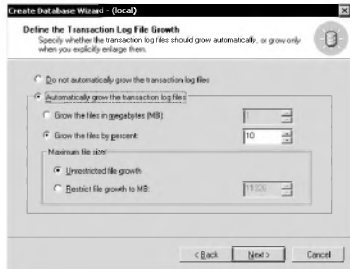 Create Database Wizard - (local)
Define the Transaction Log File Growth
Specify whether the transaction log files should grow automatically, or grow only
when you explicitly enlarge them.
Do not automatically grow the transaction log files
Automatically grow the transaction log files
Grow the files in megabytes (MB):
1
Grow the files by percent:
10
Maximum file size:
Unrestricted file growth
Restrict file growth to MB:
< Back
Next >
Cancel